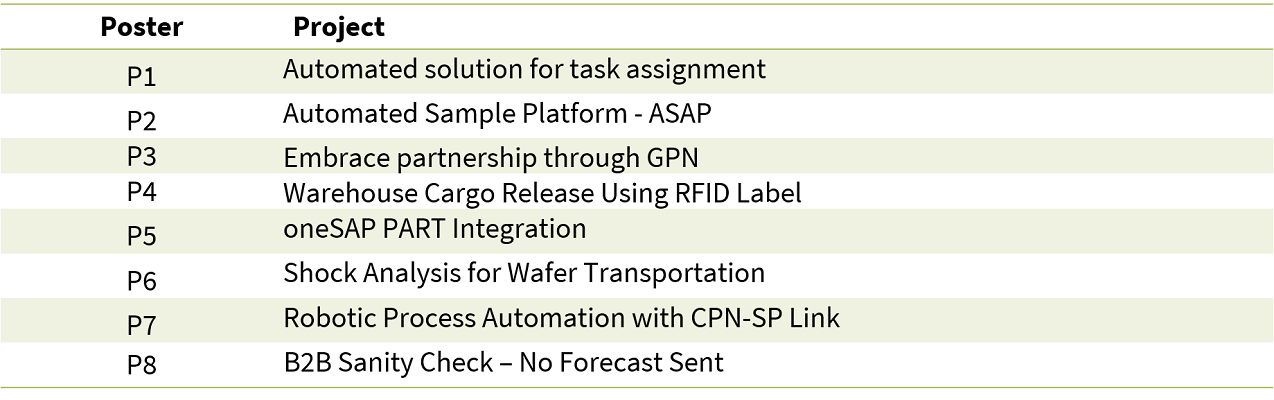 Poster Project
P1 Automated solution for task assignment
P2 Automated Sample Platform - ASAP
P3 Embrace partnership through GPN
P4 Warehouse Cargo Release Using RFID Label
P5 oneSAP PART Integration
P6 Shock Analysis for Wafer Transportation
P7 Robotic Process Automation with CPN-SP Link
P8 B2B Sanity Check – No Forecast Sent